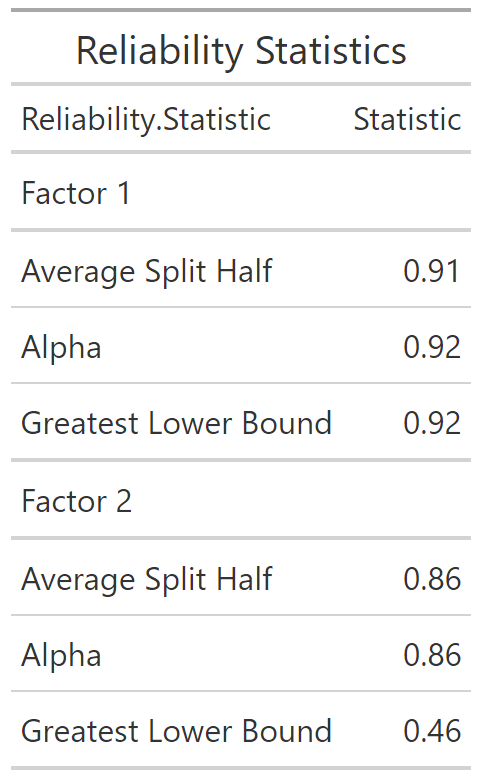 Reliability Statistics
Reliability.Statistic Statistic
Factor 1
Average Split Half 0.91
Alpha 0.92
Greatest Lower Bound 0.92
Factor 2
Average Split Half 0.86
Alpha 0.86
Greatest Lower Bound 0.46